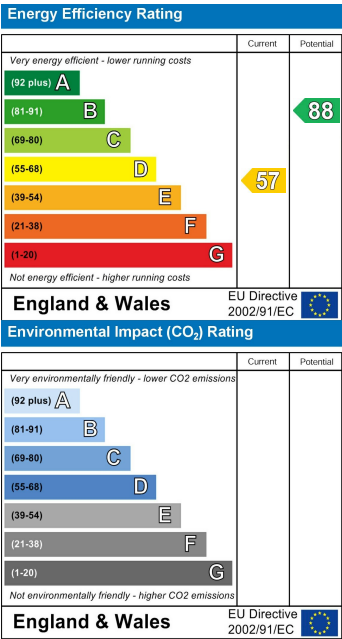 Energy Efficiency Rating
Current Potential
Very energy efficient - lower running costs
(92 plus) A
(81-91) B
88
(69-80) C
(55-68) D
57
(39-54) E
(21-38) F
(1-20) G
Not energy efficient - higher running costs
England & Wales
EU Directive
2002/91/EC
Environmental Impact (CO₂) Rating
Current Potential
Very environmentally friendly - lower CO2 emissions
(92 plus) A
(81-91) B
(69-80) C
(55-68) D
(39-54) E
(21-38) F
(1-20) G
Not environmentally friendly - higher CO2 emissions
England & Wales
EU Directive
2002/91/EC